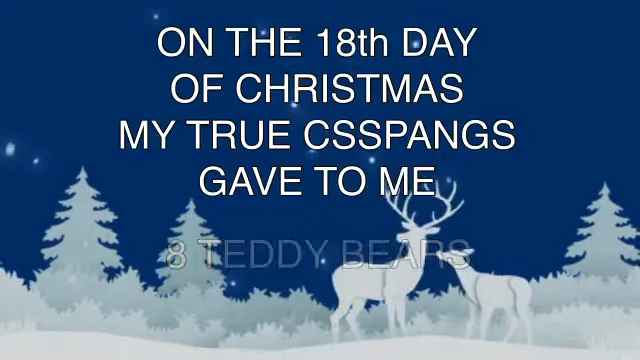 ON THE 18th DAY
OF CHRISTMAS
MY TRUE CSSPANGS
GAVE TO ME
8 TEDDY BEARS